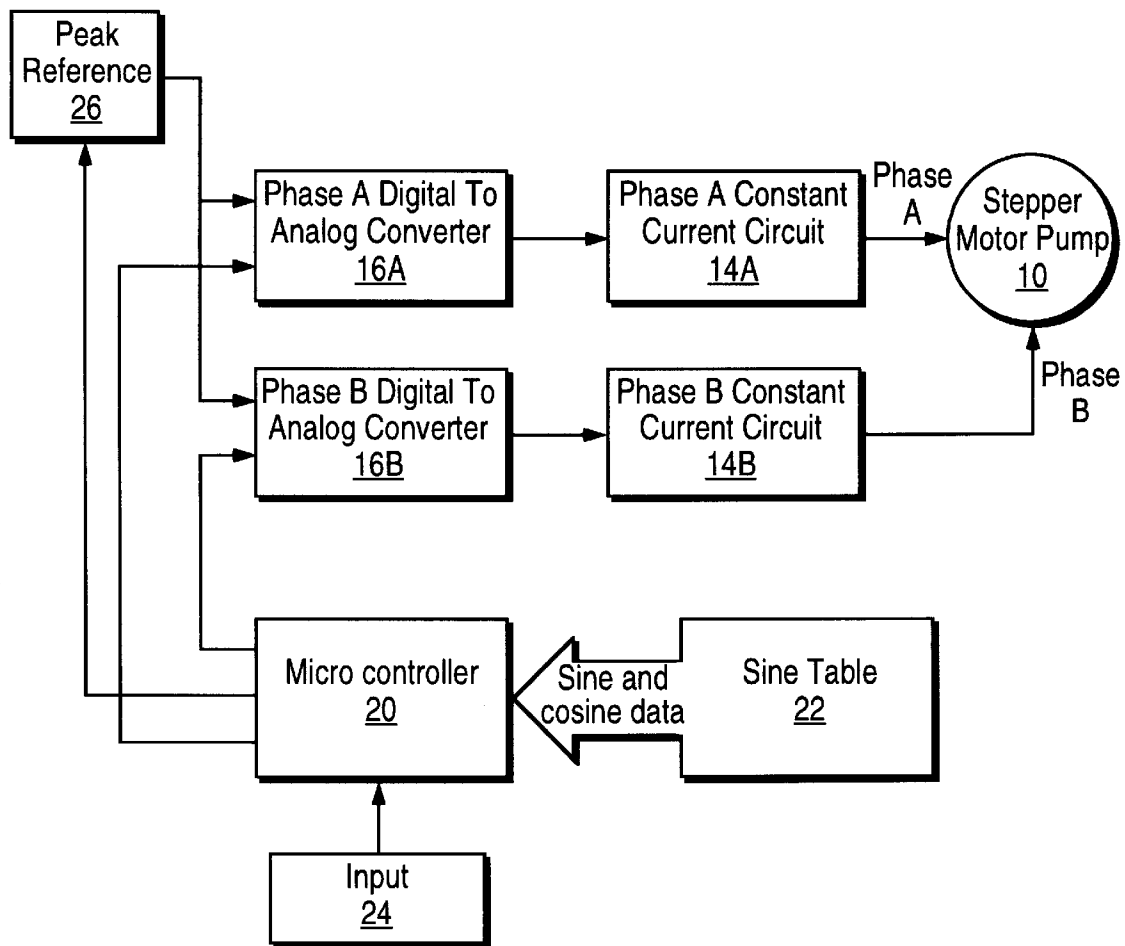 Peak
Reference
26
Phase A Digital To
Analog Converter
16A
Phase A Constant
Current Circuit
14A
Phase
A
Stepper
Motor Pump
10
Phase B Digital To
Analog Converter
16B
Phase B Constant
Current Circuit
14B
Phase
B
Micro controller
20
Sine and
cosine data
Sine Table
22
Input
24